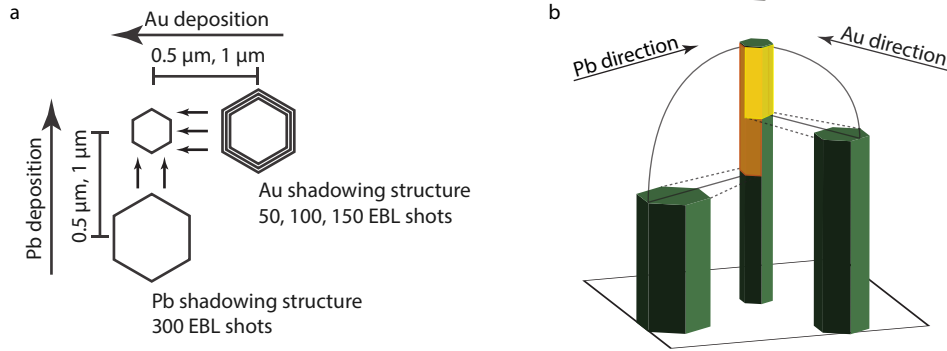 a
Au deposition
0.5 µm, 1 µm
Pb deposition
0.5 µm, 1 µm
Au shadowing structure
50, 100, 150 EBL shots
Pb shadowing structure
300 EBL shots
b
Pb direction
Au direction